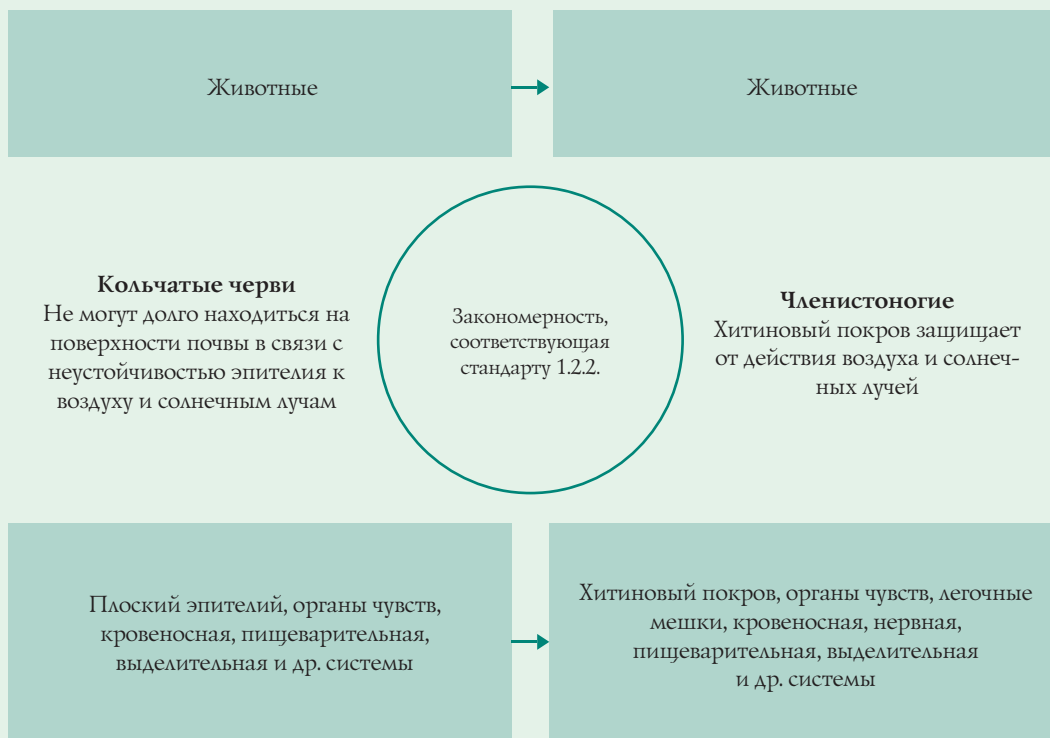 Животные
Животные
Кольчатые черви
Не могут долго находиться на
поверхности почвы в связи с
неустойчивостью эпителия к
воздуху и солнечным лучам
Закономерность,
соответствующая
стандарту 1.2.2.
Членистоногие
Хитиновый покров защищает
от действия воздуха и солнеч-
ных лучей
Плоский эпителий, органы чувств,
кровеносная, пищеварительная,
выделительная и др. системы
Хитиновый покров, органы чувств, легочные
мешки, кровеносная, нервная,
пищеварительная, выделительная
и др. системы